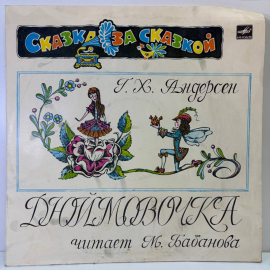 СКАЗКА ЗА СКАЗКОЙ
Г. Х. Андерсен
ДЮЙМОВОЧКА
читает М. Бабанова